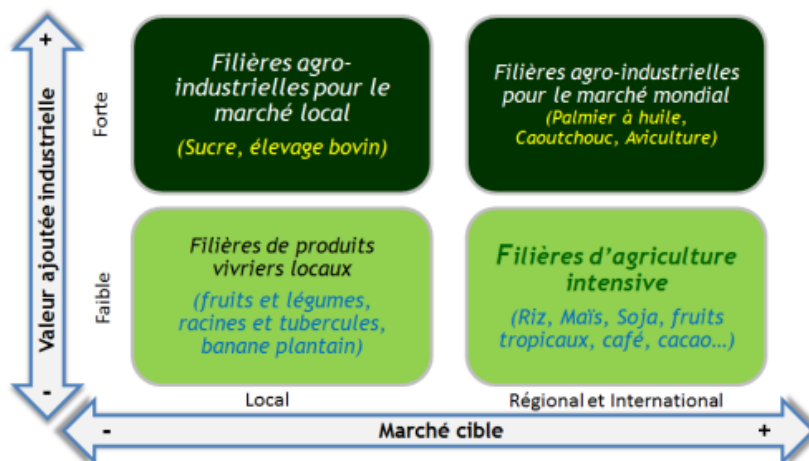 +
Valeur ajoutée industrielle
-
Forte
Faible
Filières agro-
industrielles pour le
marché local
(Sucre, élevage bovin)
Filières agro-industrielles
pour le marché mondial
(Palmier à huile,
Caoutchouc, Aviculture)
Filières de produits
vivriers locaux
(fruits et légumes,
racines et tubercules,
banane plantain)
Filières d'agriculture
intensive
(Riz, Maïs, Soja, fruits
tropicaux, café, cacao...)
Local
Régional et International
-
Marché cible
+